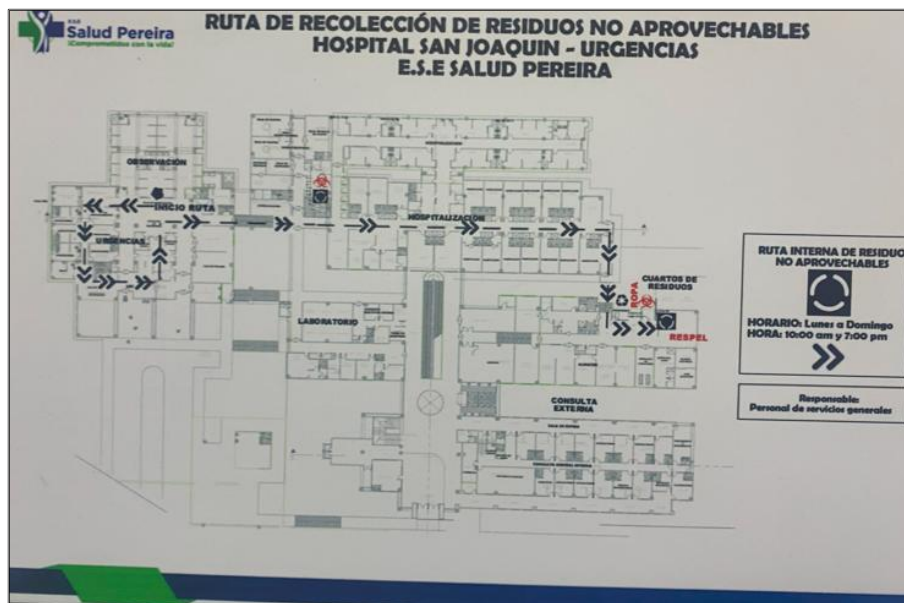 ESE
Salud Pereira
¡Comprometidos con la vida!
RUTA DE RECOLECCIÓN DE RESIDUOS NO APROVECHABLES
HOSPITAL SAN JOAQUIN - URGENCIAS
E.S.E SALUD PEREIRA
OBSERVACIÓN
INICIO RUTA
URGENCIAS
HOSPITALIZACIÓN
HOSPITALIZACIÓN
CUARTOS DE
RESIDUOS
ROPA
RESPEL
LABORATORIO
CONSULTA
EXTERNA
RUTA INTERNA DE RESIDUO
NO APROVECHABLES
HORARIO: Lunes a Domingo
HORA: 10:00 am y 7:00 pm
Responsable:
Personal de servicios generales